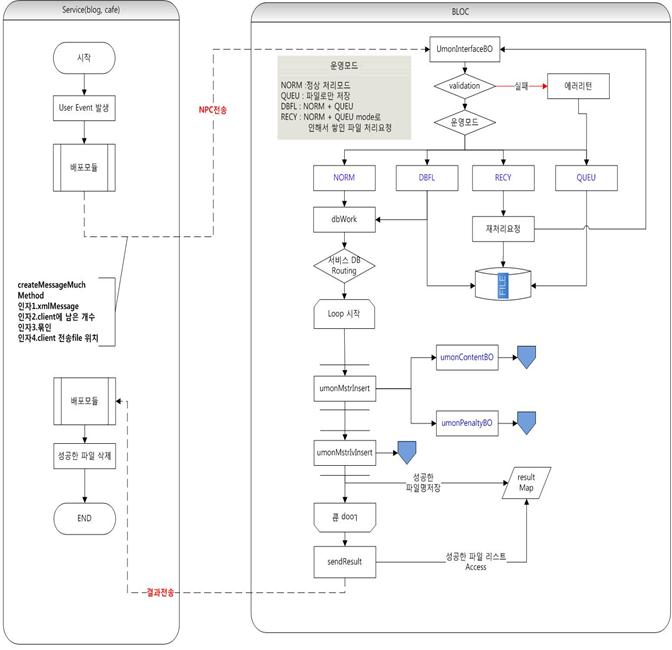 Service(blog, cafe)
시작
User Event 발생
배포모듈
createMessageMuch
Method
인자1.xmlMessage
인자2.client에 남은 개수
인자3.묶인
인자4.client 전송file 위치
배포모듈
성공한 파일 삭제
END
NPC전송
결과전송
BLOC
운영모드
NORM :정상 처리모드
QUEU : 파일로만 저장
DBFL : NORM + QUEU
RECY : NORM + QUEU mode로
인해서 쌓인 파일 처리요청
UmonInterfaceBO
validation
실패
에러리턴
운영모드
NORM
DBFL
RECY
QUEU
dbWork
재처리요청
서비스 DB
Routing
FILE
Loop 시작
umonMstrInsert
umonContentBO
umonPenaltyBO
umonMstrIvInsert
성공한
파일명저장
result
Map
Loop 끝
sendResult
성공한 파일 리스트
Access